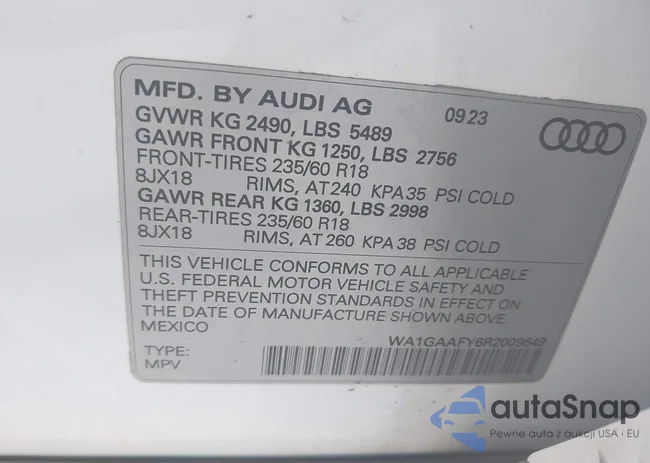 MFD. BY AUDI AG 09 23
GVWR KG 2490, LBS 5489
GAWR FRONT KG 1250, LBS 2756
FRONT-TIRES 235/60 R18
8JX18 RIMS, AT240 KPA35 PSI COLD
GAWR REAR KG 1360, LBS 2998
REAR-TIRES 235/60 R18
8JX18 RIMS, AT 260 KPA 38 PSI COLD
THIS VEHICLE CONFORMS TO ALL APPLICABLE
U.S. FEDERAL MOTOR VEHICLE SAFETY AND
THEFT PREVENTION STANDARDS IN EFFECT ON
THE DATE OF MANUFACTURE SHOWN ABOVE.
MEXICO
WA1GAAFY6R2009649
TYPE:
MPV
autaSnap
Pewne auta z aukcji USA i EU